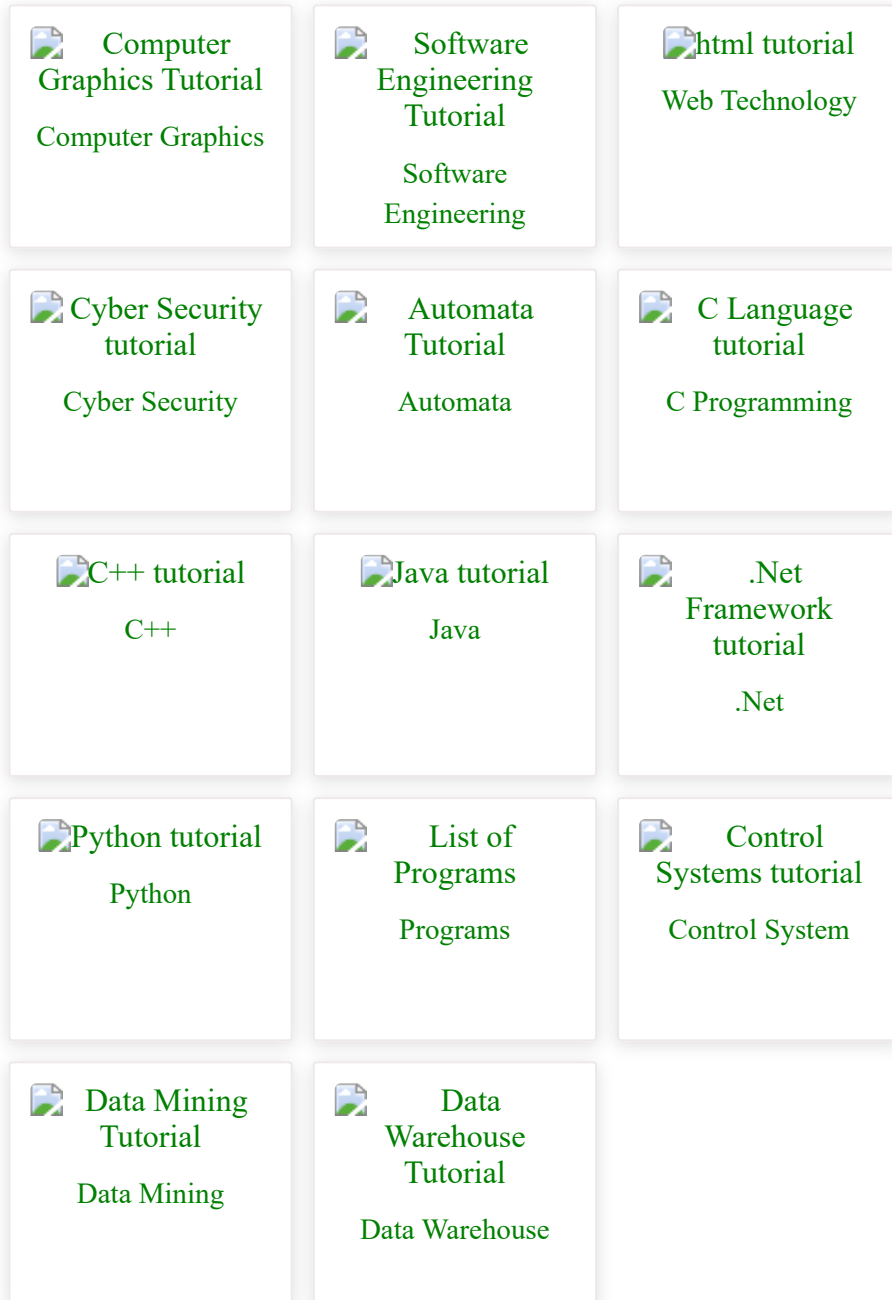 Computer
Graphics Tutorial
Computer Graphics
Software
Engineering
Tutorial
Software
Engineering
html tutorial
Web Technology
Cyber Security
tutorial
Cyber Security
Automata
Tutorial
Automata
C Language
tutorial
C Programming
C++ tutorial
C++
Java tutorial
Java
.Net
Framework
tutorial
.Net
Python tutorial
Python
List of
Programs
Programs
Control
Systems tutorial
Control System
Data Mining
Tutorial
Data Mining
Data
Warehouse
Tutorial
Data Warehouse